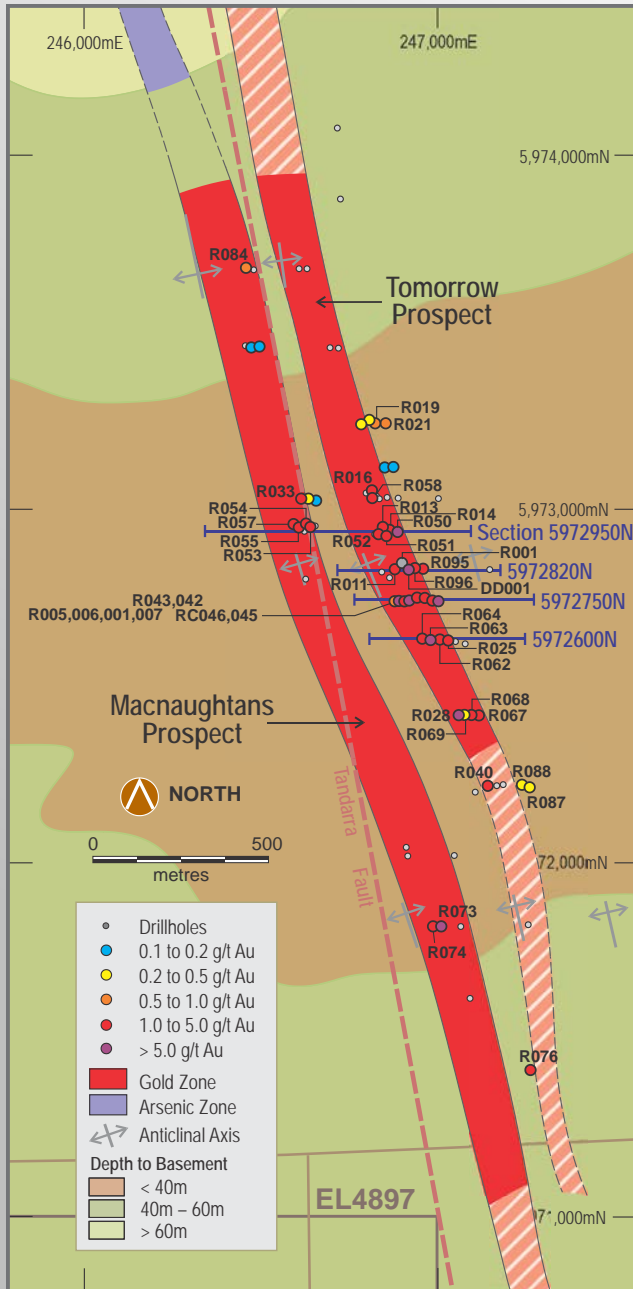 246,000mE
247,000mE
5,974,000mN
R084
Tomorrow
Prospect
R019
R021
R016
R058
R033
R013
R014
R054
R050
R057
Section 5972950N
R055
R052
R051
R053
R001
R095
5972820N
R011
R096
DD001
R043,042
RC046,045
R005,006,001,007
5972750N
R064
R063
5972600N
R025
R062
Macnaughtans
Prospect
R068
R028
R067
R069
R040
R088
R087
NORTH
Tandarra Fault
0
500
metres
72,000mN
R073
R074
R076
Drillholes
0.1 to 0.2 g/t Au
0.2 to 0.5 g/t Au
0.5 to 1.0 g/t Au
1.0 to 5.0 g/t Au
> 5.0 g/t Au
Gold Zone
Arsenic Zone
Anticlinal Axis
Depth to Basement
< 40m
40m – 60m
> 60m
EL4897
971,000mN
5,973,000mN